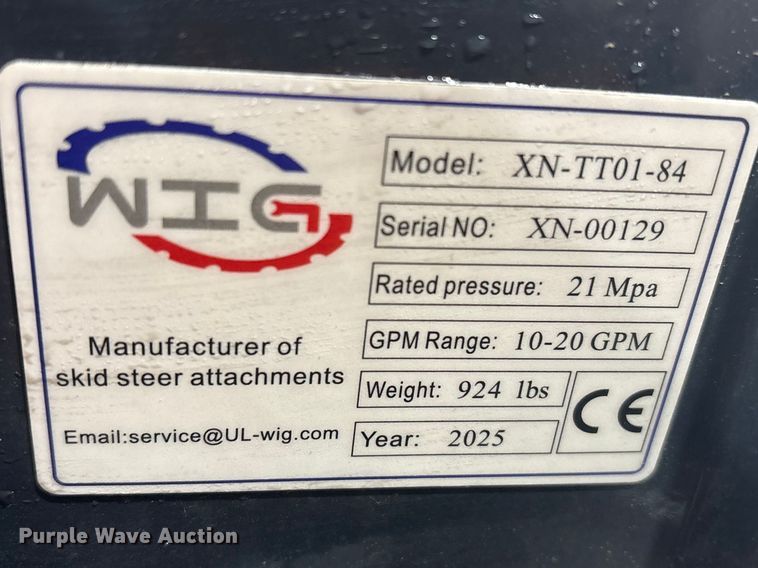 WIG
Manufacturer of
skid steer attachments
Email:service@UL-wig.com
Model: XN-TT01-84
Serial NO: XN-00129
Rated pressure: 21 Mpa
GPM Range: 10-20 GPM
Weight: 924 lbs
Year: 2025
CE
Purple Wave Auction